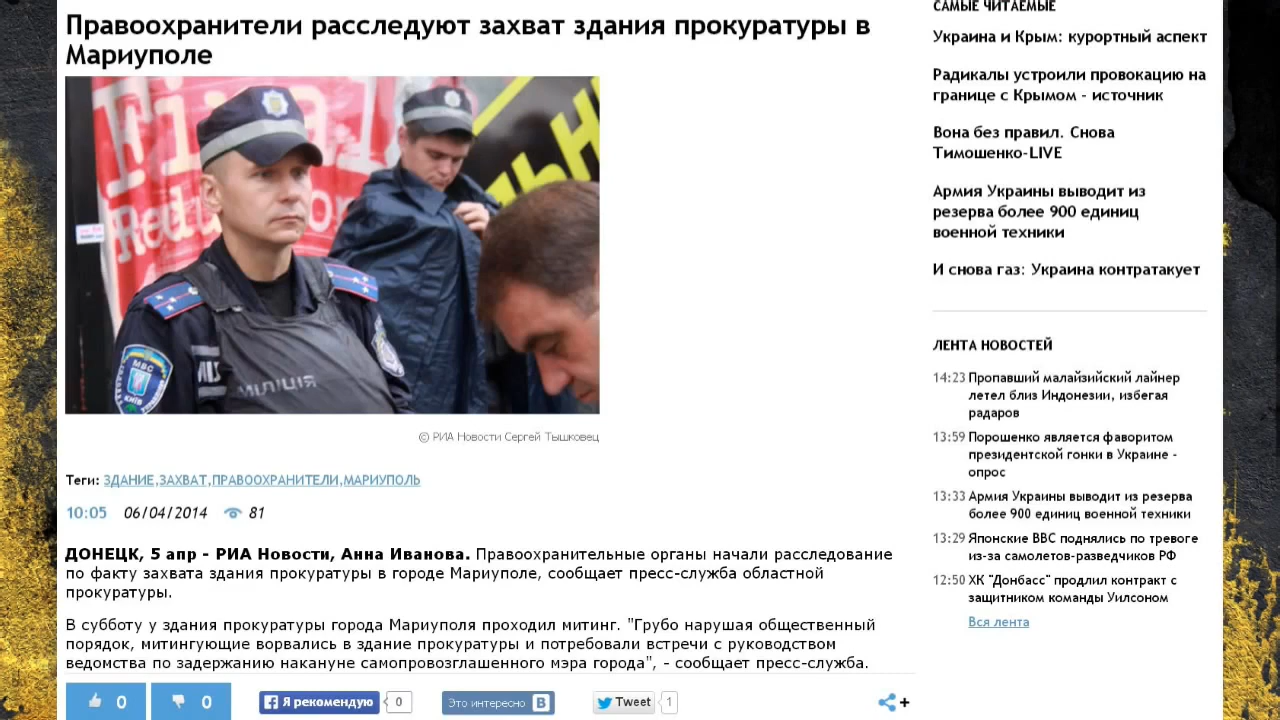 Правоохранители расследуют захват здания прокуратуры в
Мариуполе
Fi
Redu
МВС
КИЇВ
МІЛІЦІЯ
© РИА Новости Сергей Тышковец
Теги: ЗДАНИЕ,ЗАХВАТ,ПРАВООХРАНИТЕЛИ,МАРИУПОЛЬ
10:05 06/04/2014 81
ДОНЕЦК, 5 апр - РИА Новости, Анна Иванова. Правоохранительные органы начали расследование
по факту захвата здания прокуратуры в городе Мариуполе, сообщает пресс-служба областной
прокуратуры.
В субботу у здания прокуратуры города Мариуполя проходил митинг. "Грубо нарушая общественный
порядок, митингующие ворвались в здание прокуратуры и потребовали встречи с руководством
ведомства по задержанию накануне самопровозглашенного мэра города", - сообщает пресс-служба.
0 0 Я рекомендую 0 Это интересно B Tweet 1 +
САМЫЕ ЧИТАЕМЫЕ
Украина и Крым: курортный аспект
Радикалы устроили провокацию на
границе с Крымом - источник
Вона без правил. Снова
Тимошенко-LIVE
Армия Украины выводит из
резерва более 900 единиц
военной техники
И снова газ: Украина контратакует
ЛЕНТА НОВОСТЕЙ
14:23 Пропавший малайзийский лайнер
летел близ Индонезии, избегая
радаров
13:59 Порошенко является фаворитом
президентской гонки в Украине -
опрос
13:33 Армия Украины выводит из резерва
более 900 единиц военной техники
13:29 Японские ВВС поднялись по тревоге
из-за самолетов-разведчиков РФ
12:50 ХК "Донбасс" продлил контракт с
защитником команды Уилсоном
Вся лента